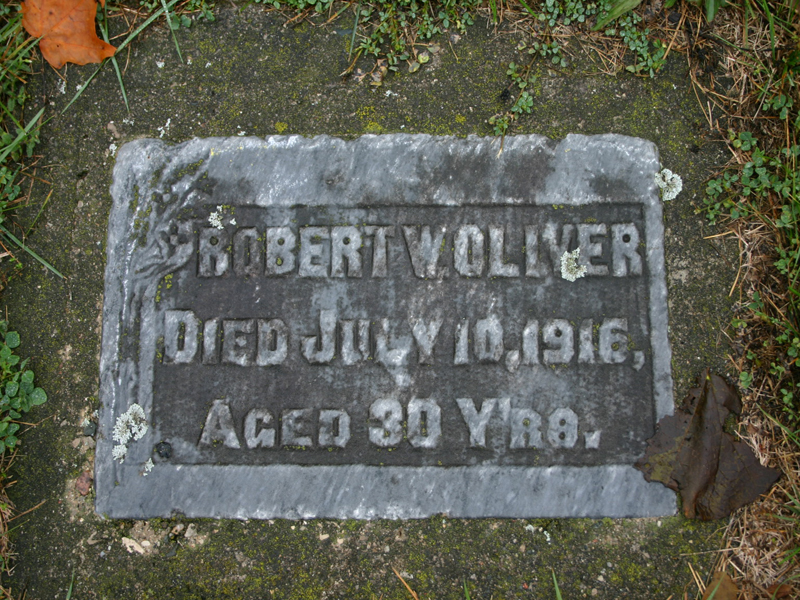 ROBERT W. OLIVER
DIED JULY 10, 1916,
AGED 30 Y'RS.